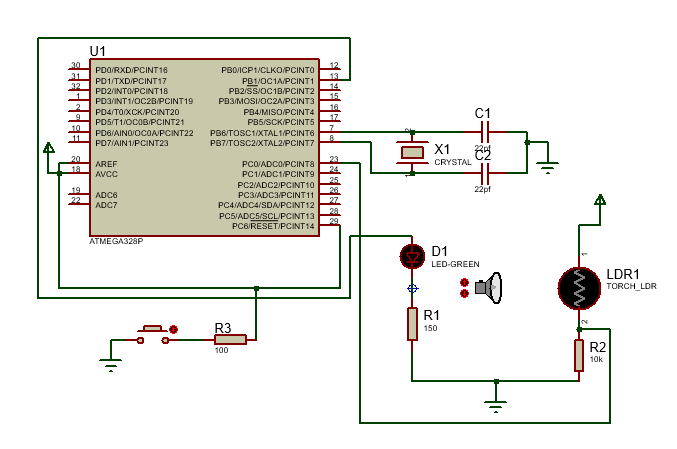 U1
30 PD0/RXD/PCINT16 PB0/ICP1/CLKO/PCINT0 12
31 PD1/TXD/PCINT17 PB1/OC1A/PCINT1 13
32 PD2/INT0/PCINT18 PB2/SS/OC1B/PCINT2 14
1 PD3/INT1/OC2B/PCINT19 PB3/MOSI/OC2A/PCINT3 15
2 PD4/T0/XCK/PCINT20 PB4/MISO/PCINT4 16
9 PD5/T1/OC0B/PCINT21 PB5/SCK/PCINT5 17
10 PD6/AIN0/OC0A/PCINT22 PB6/TOSC1/XTAL1/PCINT6 7
11 PD7/AIN1/PCINT23 PB7/TOSC2/XTAL2/PCINT7 8
20 AREF PC0/ADC0/PCINT8 23
18 AVCC PC1/ADC1/PCINT9 24
PC2/ADC2/PCINT10 25
19 ADC6 PC3/ADC3/PCINT11 26
22 ADC7 PC4/ADC4/SDA/PCINT12 27
PC5/ADC5/SCL/PCINT13 28
PC6/RESET/PCINT14 29
ATMEGA328P
C1
22pf
2
X1
CRYSTAL
1
C2
22pf
D1
LED-GREEN
1
LDR1
TORCH_LDR
2
R1
150
R3
100
R2
10k